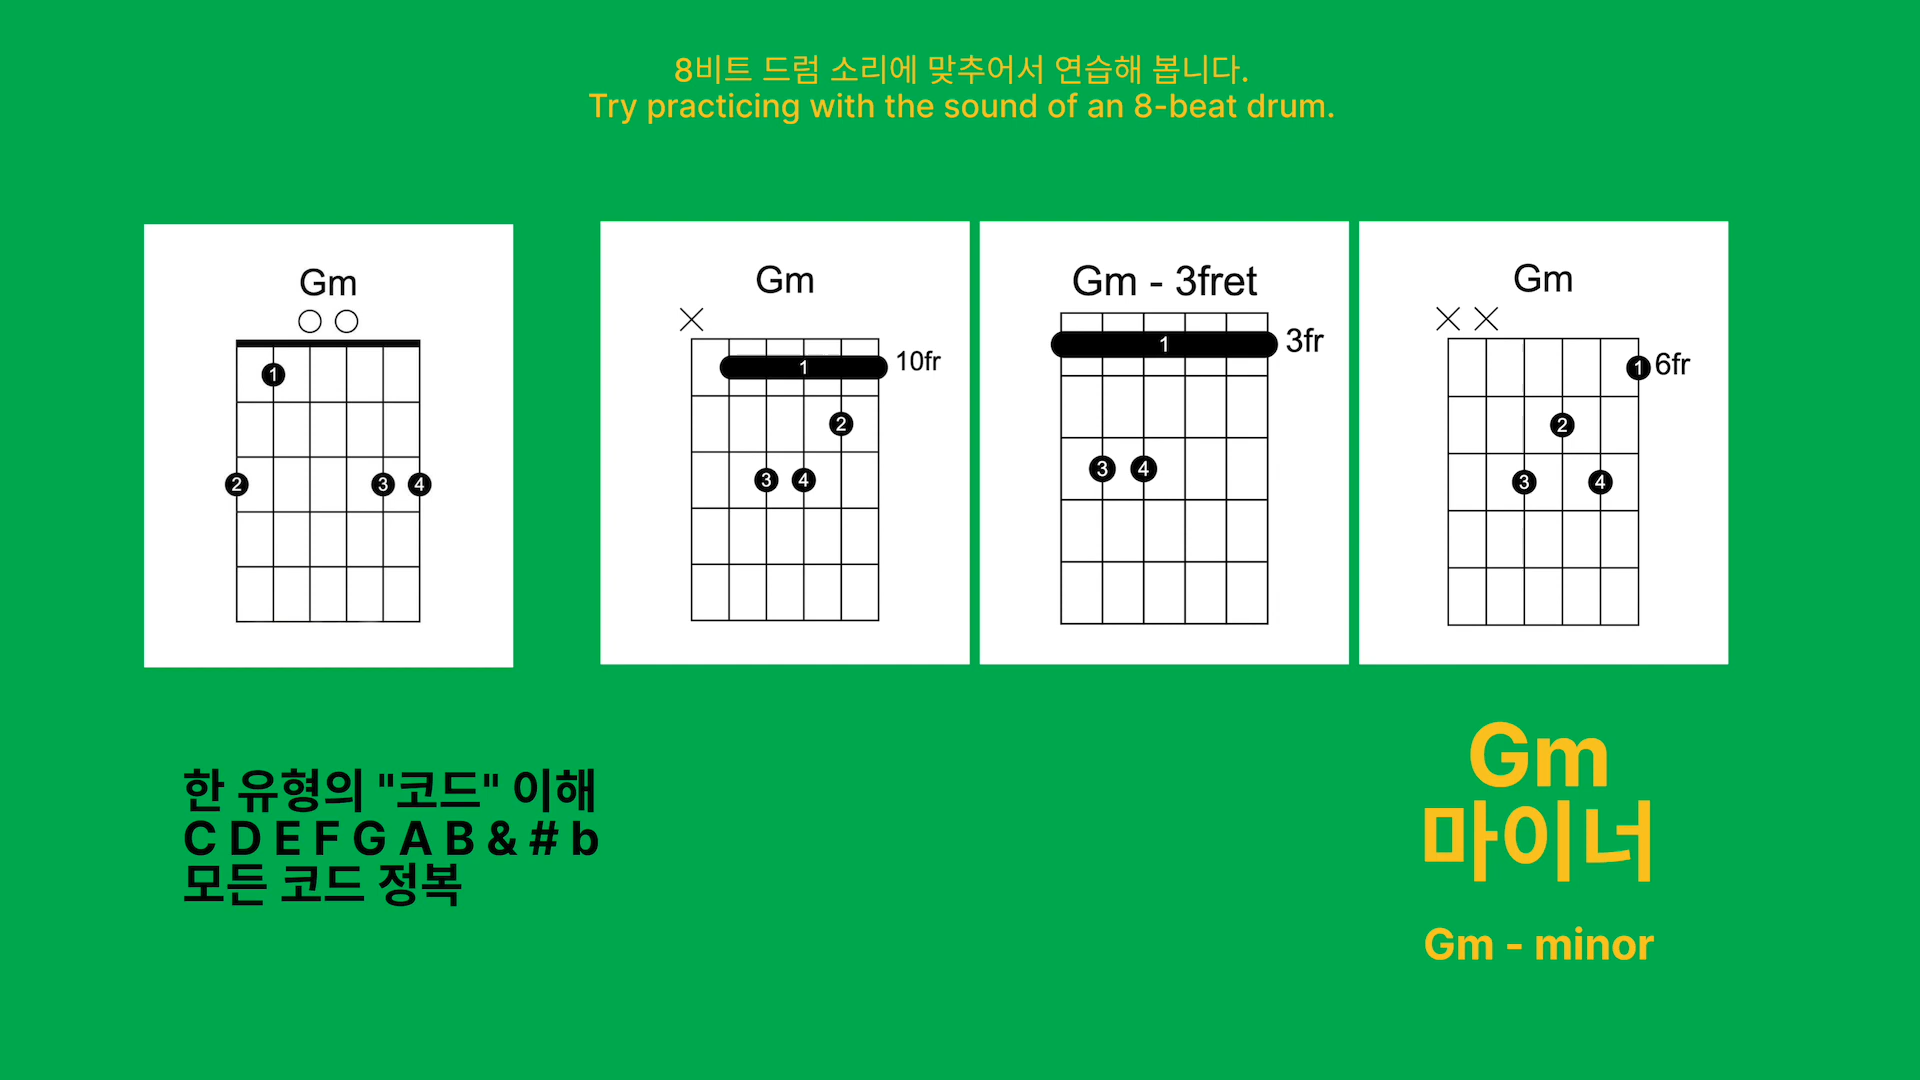 8비트 드럼 소리에 맞추어서 연습해 봅니다.
Try practicing with the sound of an 8-beat drum.
Gm
1
2 3 4
Gm
1 10fr
2
3 4
Gm - 3fret
1 3fr
3 4
Gm
1 6fr
2
3 4
한 유형의 "코드" 이해
C D E F G A B & # b
모든 코드 정복
Gm
마이너
Gm - minor